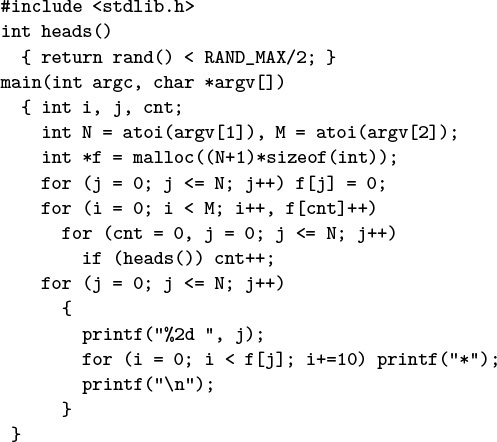 #include <stdlib.h>
int heads()
  { return rand() < RAND_MAX/2; }
main(int argc, char *argv[])
  { int i, j, cnt;
    int N = atoi(argv[1]), M = atoi(argv[2]);
    int *f = malloc((N+1)*sizeof(int));
    for (j = 0; j <= N; j++) f[j] = 0;
    for (i = 0; i < M; i++, f[cnt]++)
      for (cnt = 0, j = 0; j <= N; j++)
        if (heads()) cnt++;
    for (j = 0; j <= N; j++)
      {
        printf("%2d ", j);
        for (i = 0; i < f[j]; i+=10) printf("*");
        printf("\n");
      }
 }